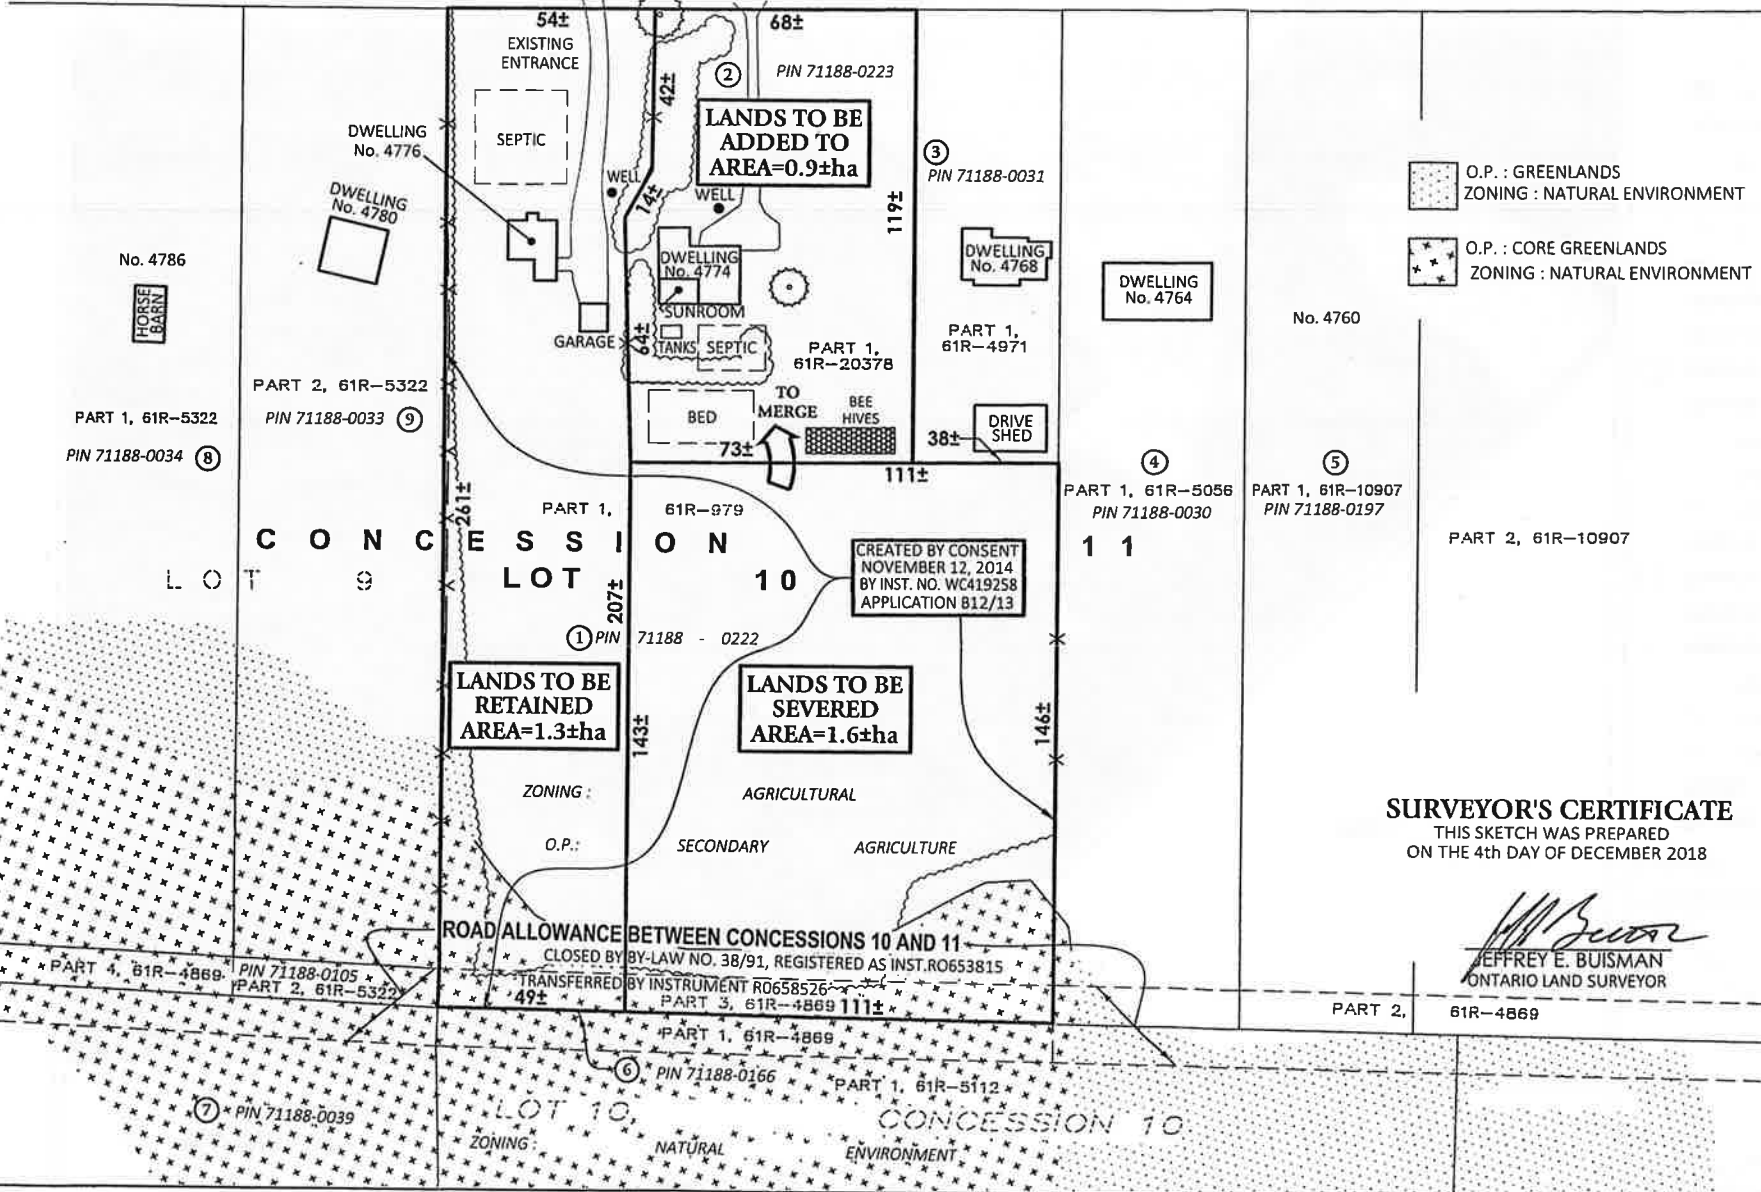 54±
68±
EXISTING
ENTRANCE
42±
2
PIN 71188-0223
LANDS TO BE
ADDED TO
AREA=0.9±ha
DWELLING
No. 4776
SEPTIC
3
PIN 71188-0031
O.P. : GREENLANDS
ZONING : NATURAL ENVIRONMENT
WELL
14±
WELL
119±
DWELLING
No. 4780
O.P. : CORE GREENLANDS
ZONING : NATURAL ENVIRONMENT
No. 4786
HORSE
BARN
DWELLING
No. 4774
DWELLING
No. 4768
DWELLING
No. 4764
No. 4760
SUNROOM
GARAGE
64±
TANKS
SEPTIC
PART 1,
61R-20378
PART 1,
61R-4971
PART 2, 61R-5322
PIN 71188-0033 9
PART 1, 61R-5322
PIN 71188-0034 8
BED
TO
MERGE
BEE
HIVES
DRIVE
SHED
73±
38±
111±
4
PART 1, 61R-5056
PIN 71188-0030
5
PART 1, 61R-10907
PIN 71188-0197
PART 2, 61R-10907
261±
PART 1, 61R-979
CONCESSION 11
LOT 9
LOT 10
207±
CREATED BY CONSENT
NOVEMBER 12, 2014
BY INST. NO. WC419258
APPLICATION B12/13
1 PIN 71188 - 0222
LANDS TO BE
RETAINED
AREA=1.3±ha
LANDS TO BE
SEVERED
AREA=1.6±ha
143±
146±
ZONING : AGRICULTURAL
O.P.: SECONDARY AGRICULTURE
SURVEYOR'S CERTIFICATE
THIS SKETCH WAS PREPARED
ON THE 4th DAY OF DECEMBER 2018
JEFFREY E. BUISMAN
ONTARIO LAND SURVEYOR
ROAD ALLOWANCE BETWEEN CONCESSIONS 10 AND 11
CLOSED BY BY-LAW NO. 38/91, REGISTERED AS INST.RO653815
TRANSFERRED BY INSTRUMENT RO658526
PART 4, 61R-4869
PIN 71188-0105
PART 2, 61R-5322
49±
PART 3, 61R-4869
111±
PART 2, 61R-4869
PART 1, 61R-4869
6 PIN 71188-0166
PART 1, 61R-5112
7 PIN 71188-0039
LOT 10, CONCESSION 10
ZONING : NATURAL ENVIRONMENT